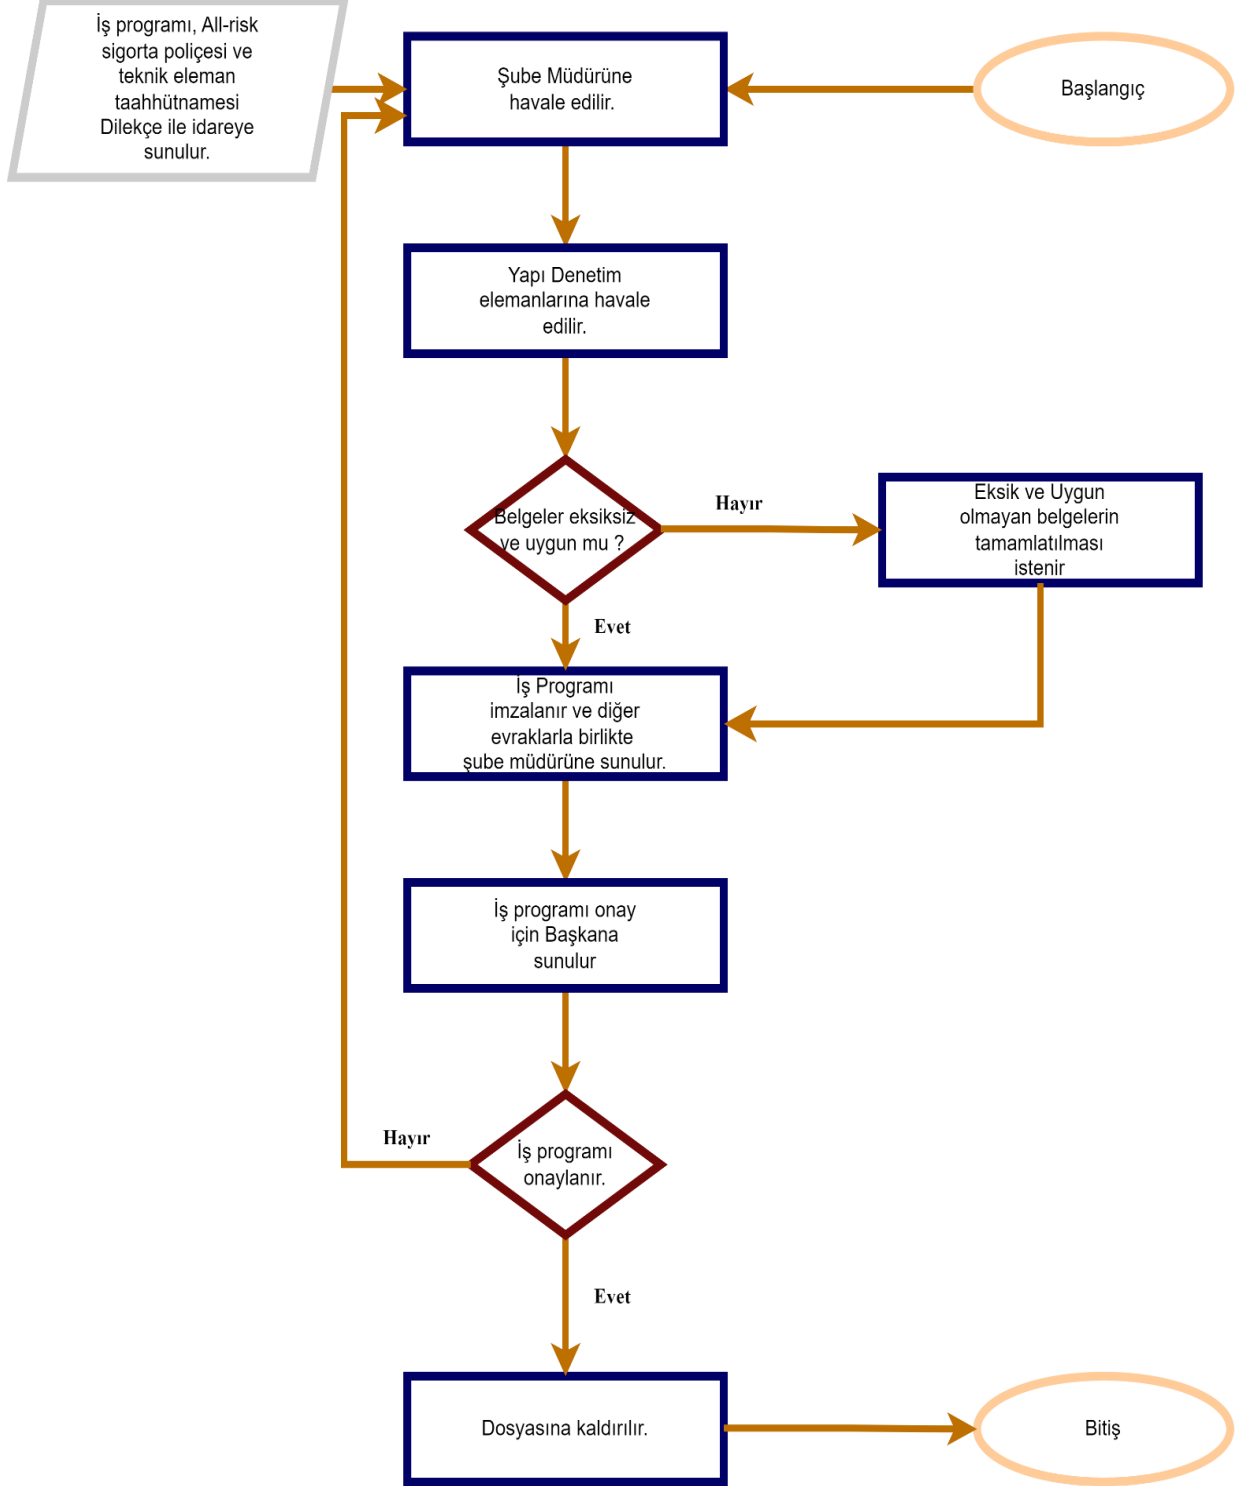 İş programı, All-risk
sigorta poliçesi ve
teknik eleman
taahhütnamesi
Dilekçe ile idareye
sunulur.
Şube Müdürüne
havale edilir.
Başlangıç
Yapı Denetim
elemanlarına havale
edilir.
Belgeler eksiksiz
ve uygun mu ?
Hayır
Eksik ve Uygun
olmayan belgelerin
tamamlatılması
istenir
Evet
İş Programı
imzalanır ve diğer
evraklarla birlikte
şube müdürüne sunulur.
İş programı onay
için Başkana
sunulur
Hayır
İş programı
onaylanır.
Evet
Dosyasına kaldırılır.
Bitiş